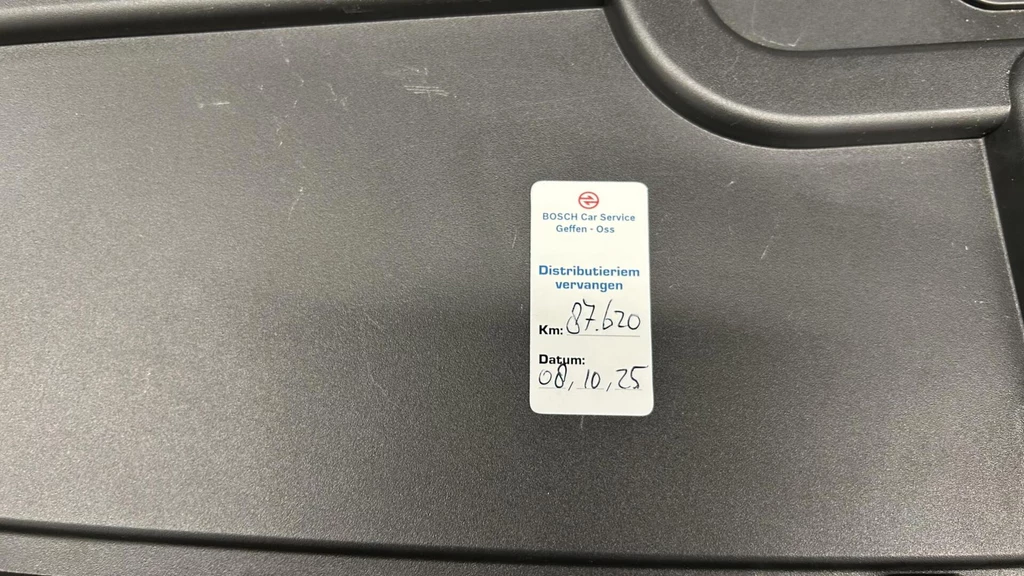 BOSCH Car Service
Geffen - Oss
Distributieriem
vervangen
Km: 87.620
Datum:
08, 10, 25